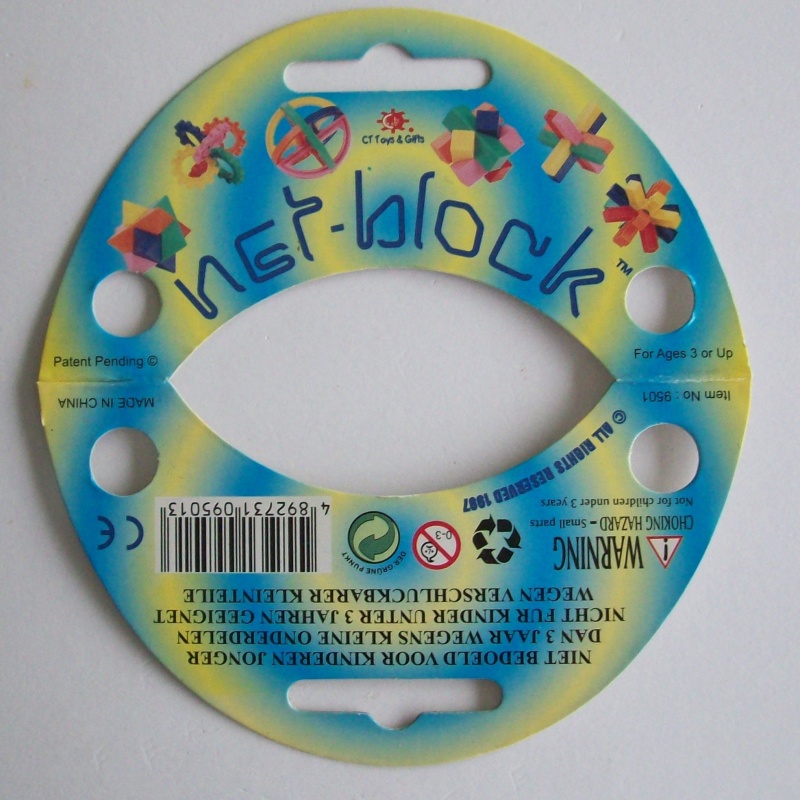 CT Toys & Gifts
net-block™
Patent Pending ©
For Ages 3 or Up
MADE IN CHINA
Item No : 9501
© ALL RIGHTS RESERVED 1997
WARNING
CHOKING HAZARD - Small parts
Not for children under 3 years
0-3
DER GRÜNE PUNKT
4 892731 095013
CE
NIET BEDOELD VOOR KINDEREN JONGER
DAN 3 JAAR WEGENS KLEINE ONDERDELEN
NICHT FUR KINDER UNTER 3 JAHREN GEEIGNET
WEGEN VERSCHLUCKBARER KLEINTEILE